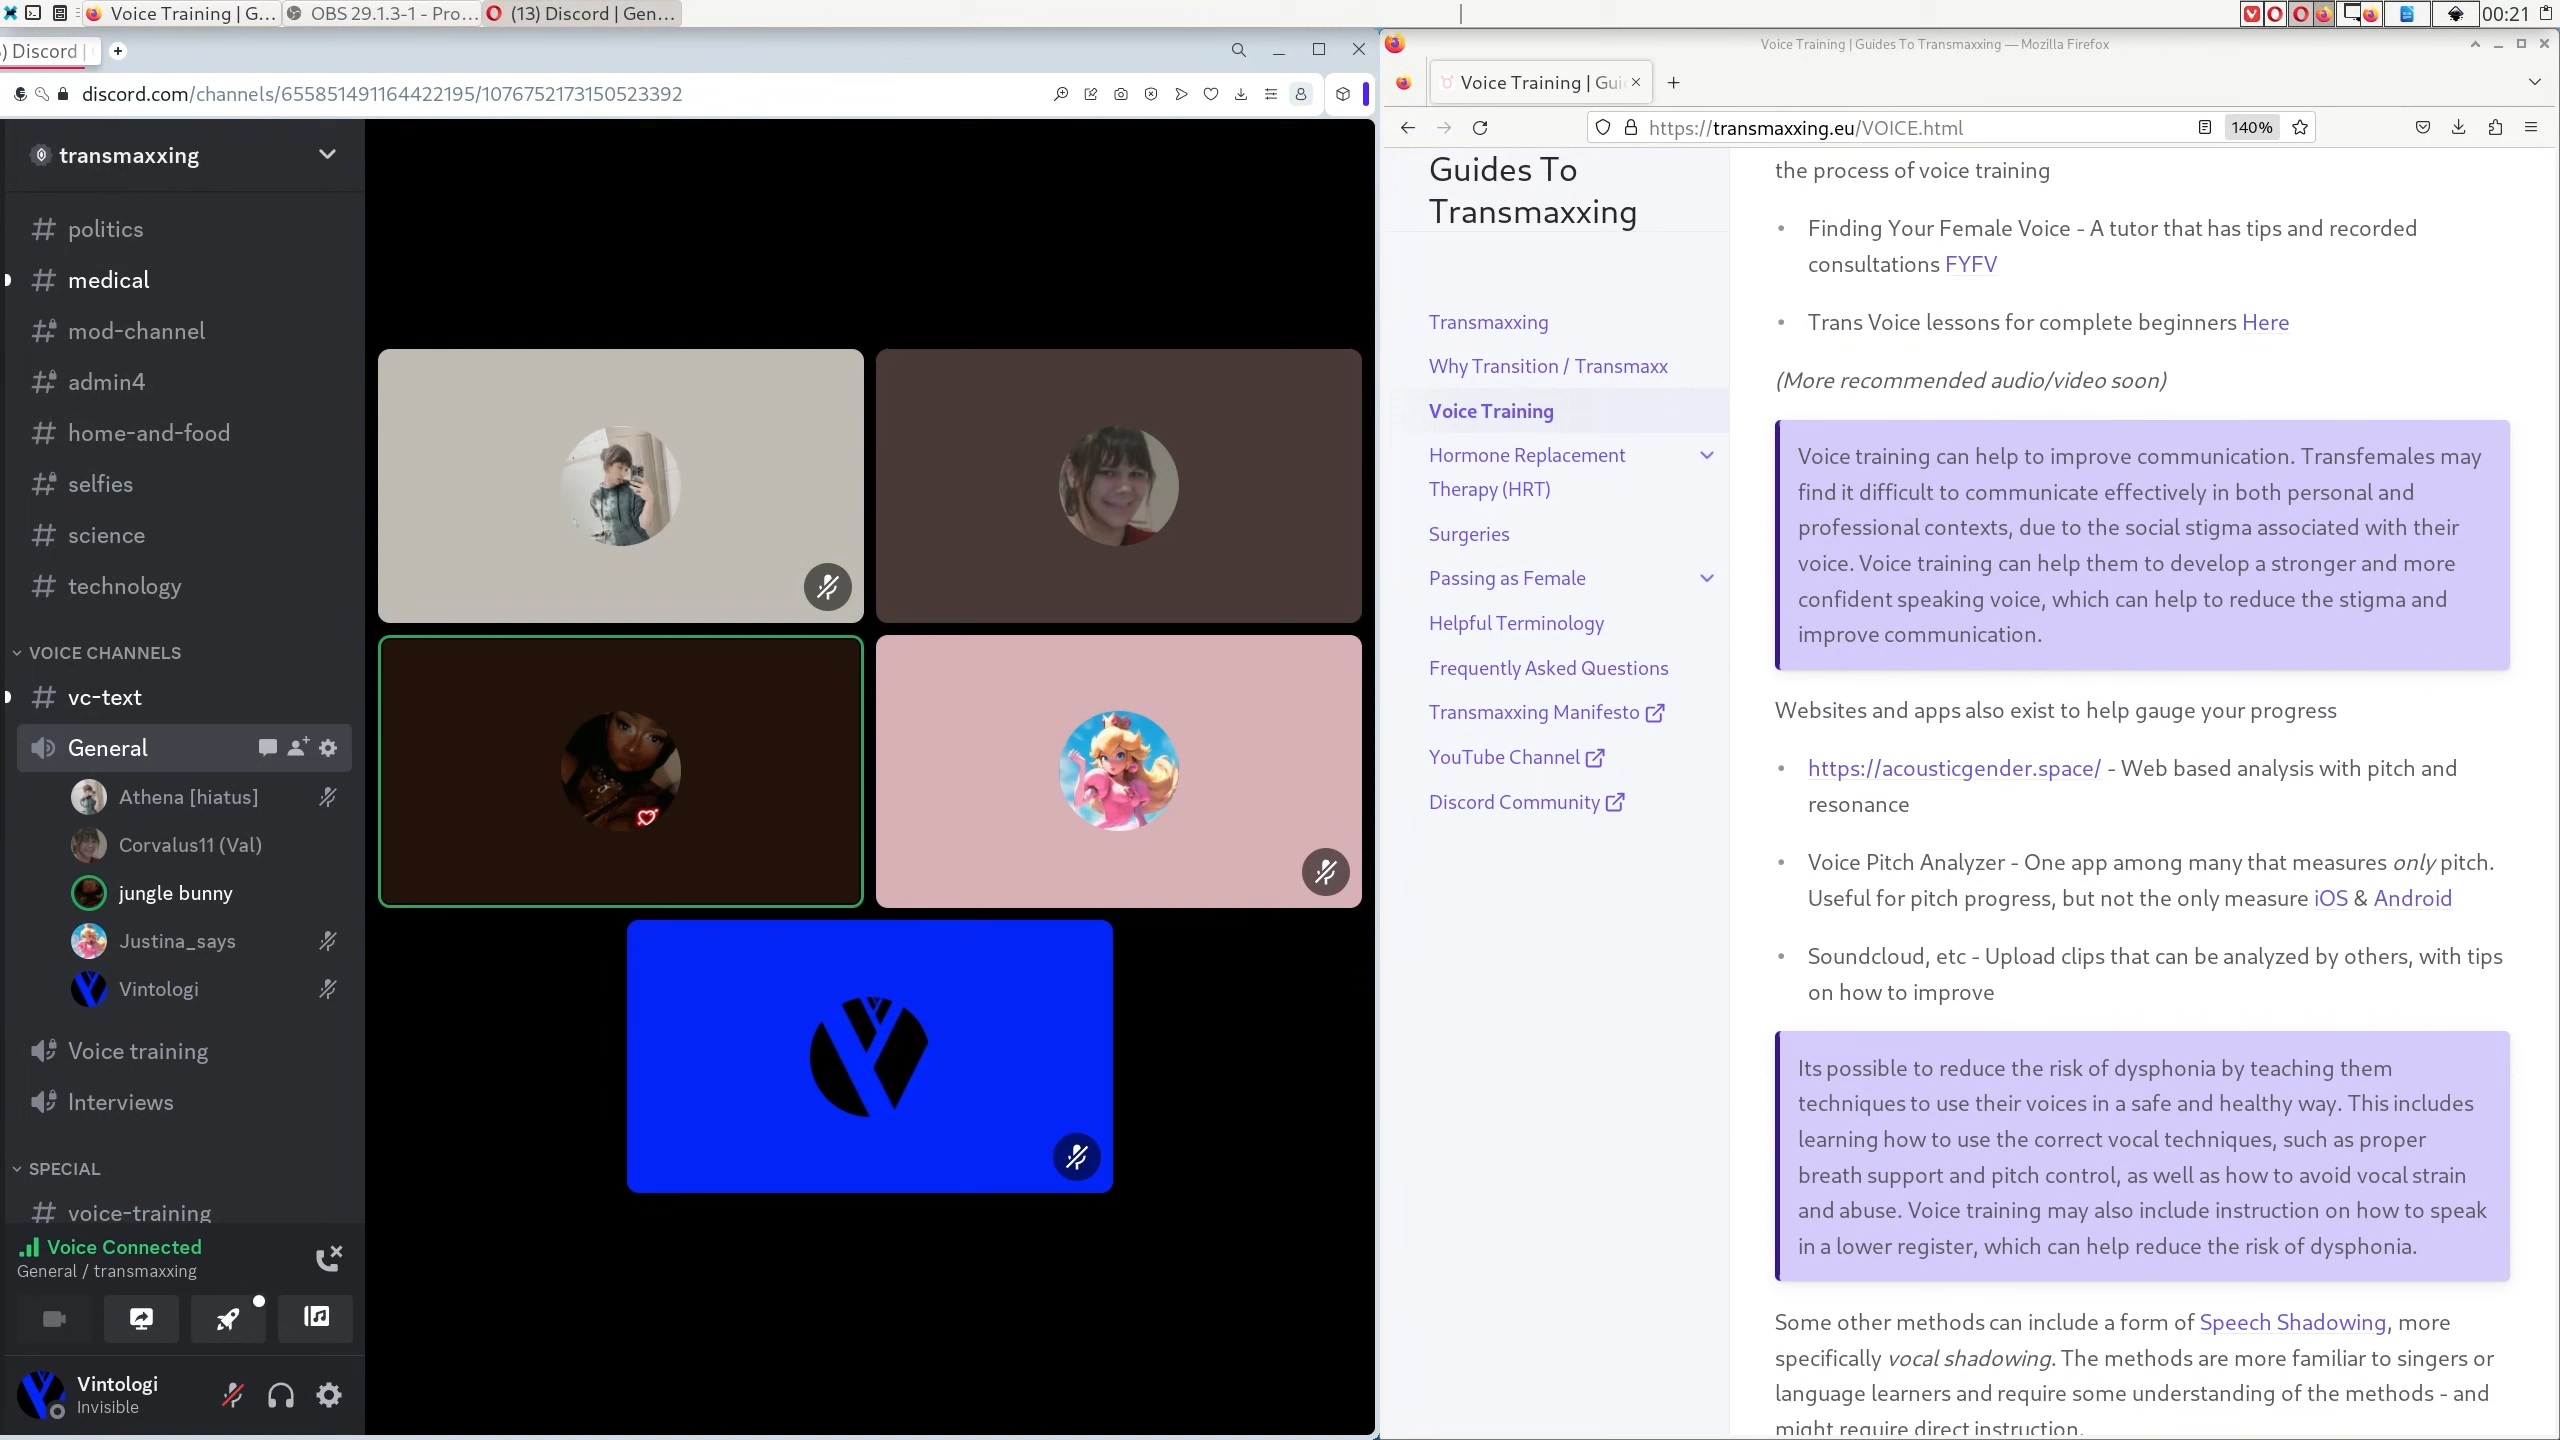 Voice Training | G...
OBS 29.1.3-1 - Pro...
(13) Discord | Gen...
00:21
) Discord |
discord.com/channels/655851491164422195/1076752173150523392
transmaxxing
politics
medical
mod-channel
admin4
home-and-food
selfies
science
technology
VOICE CHANNELS
vc-text
General
Athena [hiatus]
Corvalus11 (Val)
jungle bunny
Justina_says
Vintologi
Voice training
Interviews
SPECIAL
voice-training
Voice Connected
General / transmaxxing
Vintologi
Invisible
Voice Training | Guides To Transmaxxing — Mozilla Firefox
Voice Training | Gui
https://transmaxxing.eu/VOICE.html
140%
Guides To
Transmaxxing
Transmaxxing
Why Transition / Transmaxx
Voice Training
Hormone Replacement
Therapy (HRT)
Surgeries
Passing as Female
Helpful Terminology
Frequently Asked Questions
Transmaxxing Manifesto
YouTube Channel
Discord Community
the process of voice training
• Finding Your Female Voice - A tutor that has tips and recorded
consultations FYFV
• Trans Voice lessons for complete beginners Here
(More recommended audio/video soon)
Voice training can help to improve communication. Transfemales may
find it difficult to communicate effectively in both personal and
professional contexts, due to the social stigma associated with their
voice. Voice training can help them to develop a stronger and more
confident speaking voice, which can help to reduce the stigma and
improve communication.
Websites and apps also exist to help gauge your progress
• https://acousticgender.space/ - Web based analysis with pitch and
resonance
• Voice Pitch Analyzer - One app among many that measures only pitch.
Useful for pitch progress, but not the only measure iOS & Android
• Soundcloud, etc - Upload clips that can be analyzed by others, with tips
on how to improve
Its possible to reduce the risk of dysphonia by teaching them
techniques to use their voices in a safe and healthy way. This includes
learning how to use the correct vocal techniques, such as proper
breath support and pitch control, as well as how to avoid vocal strain
and abuse. Voice training may also include instruction on how to speak
in a lower register, which can help reduce the risk of dysphonia.
Some other methods can include a form of Speech Shadowing, more
specifically vocal shadowing. The methods are more familiar to singers or
language learners and require some understanding of the methods - and
might require direct instruction.